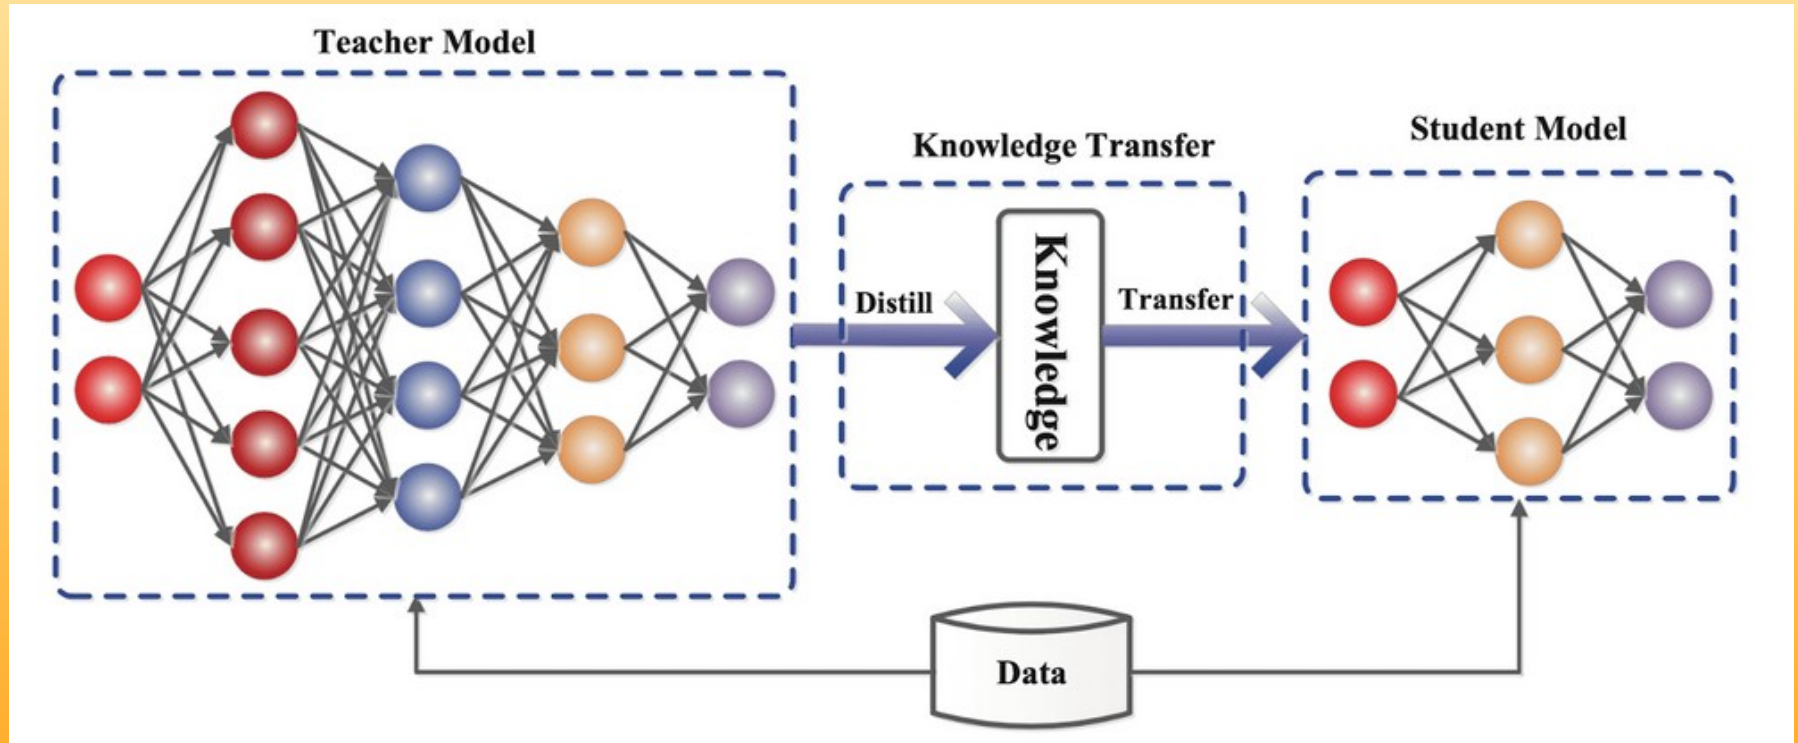 Teacher Model
Knowledge Transfer
Student Model
Distill
Knowledge
Transfer
Data